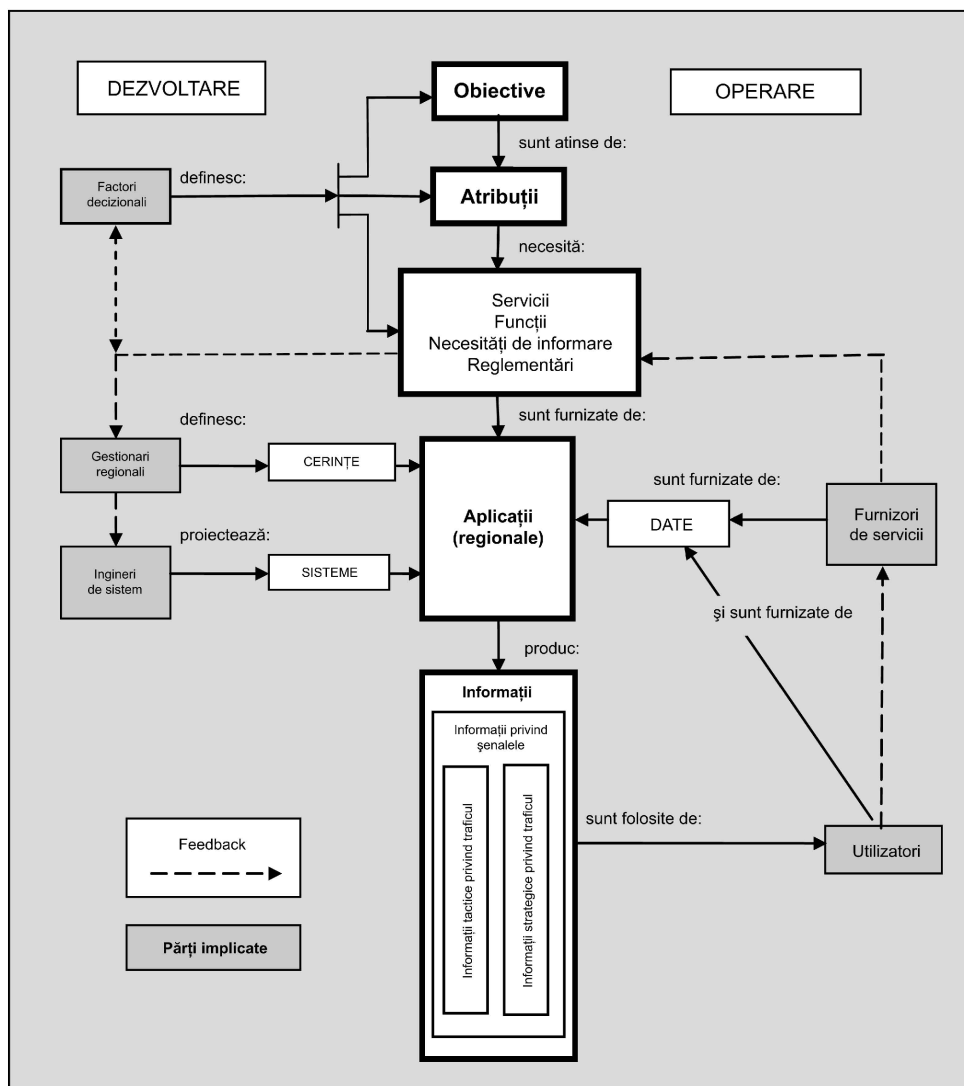 DEZVOLTARE
Obiective
OPERARE
sunt atinse de:
Factori
decizionali
definesc:
Atribuții
necesită:
Servicii
Funcții
Necesități de informare
Reglementări
definesc:
sunt furnizate de:
Gestionari
regionali
CERINȚE
Aplicații
(regionale)
sunt furnizate de:
DATE
Furnizori
de servicii
proiectează:
Ingineri
de sistem
SISTEME
şi sunt furnizate de
produc:
Informații
Informații privind
şenalele
Informații tactice privind traficul
Informații strategice privind traficul
sunt folosite de:
Utilizatori
Feedback
Părți implicate